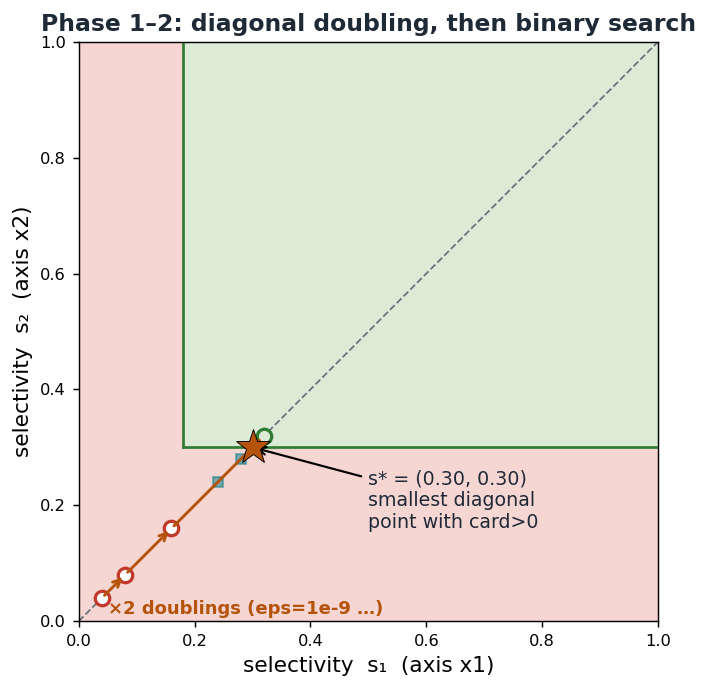 Phase 1–2: diagonal doubling, then binary search
1.0
0.8
0.6
0.4
0.2
0.0
selectivity s₂ (axis x2)
s* = (0.30, 0.30)
smallest diagonal
point with card>0
×2 doublings (eps=1e-9 …)
0.0 0.2 0.4 0.6 0.8 1.0
selectivity s₁ (axis x1)